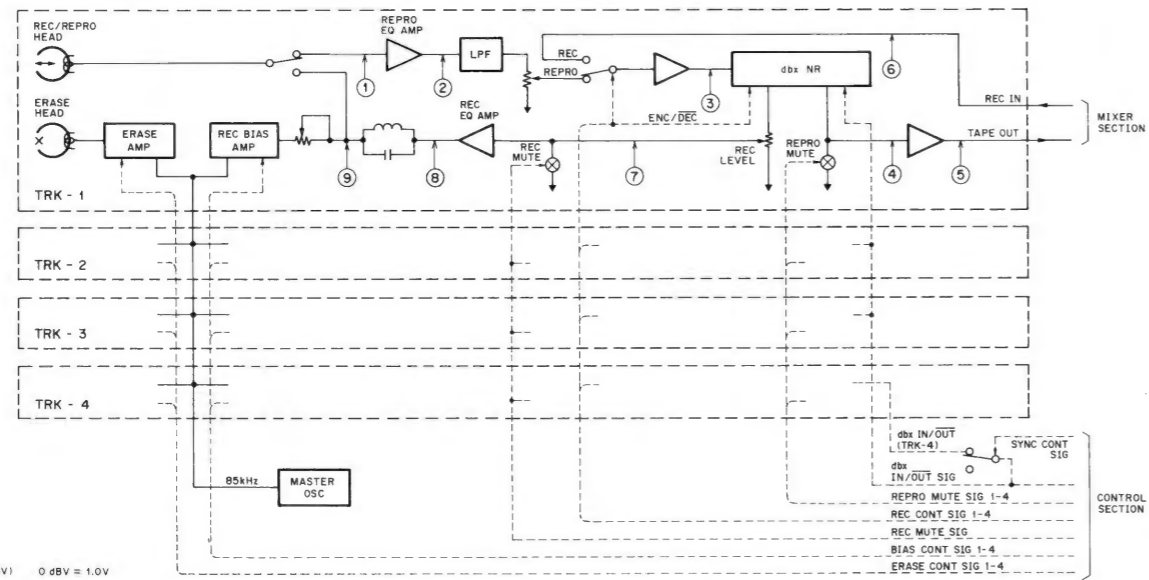 REC/REPRO
HEAD
REPRO
EQ AMP
LPF
REC
REPRO
dbx NR
1
2
3
6
REC IN
MIXER
SECTION
TAPE OUT
ERASE
HEAD
ERASE
AMP
REC BIAS
AMP
REC
EQ AMP
ENC/DEC
REC
MUTE
REC
LEVEL
REPRO
MUTE
9
8
7
4
5
TRK - 1
TRK - 2
TRK - 3
TRK - 4
85kHz
MASTER
OSC
dbx IN/OUT
(TRK-4)
SYNC CONT
SIG
dbx
IN/OUT SIG
REPRO MUTE SIG 1-4
REC CONT SIG 1-4
REC MUTE SIG
BIAS CONT SIG 1-4
ERASE CONT SIG 1-4
CONTROL
SECTION
V) 0 dBV = 1.0V